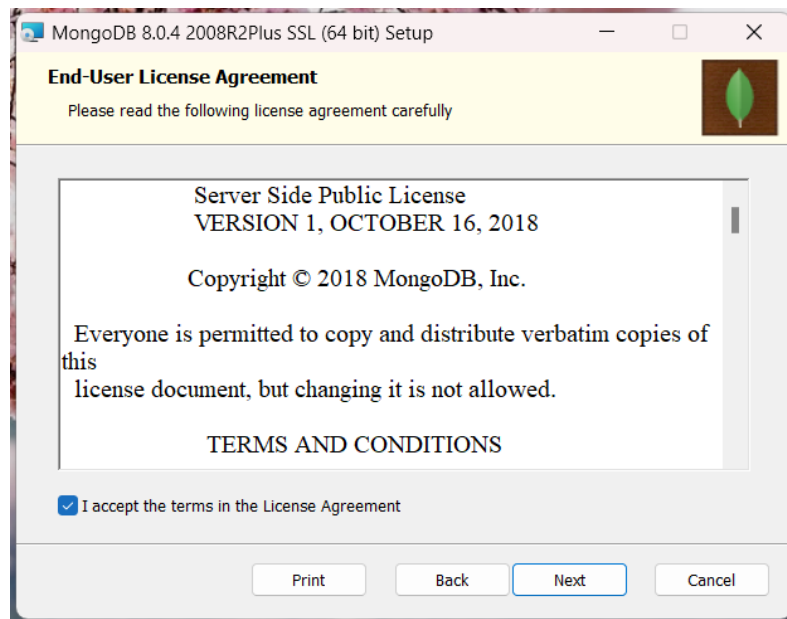 MongoDB 8.0.4 2008R2Plus SSL (64 bit) Setup
End-User License Agreement
Please read the following license agreement carefully
Server Side Public License
VERSION 1, OCTOBER 16, 2018
Copyright © 2018 MongoDB, Inc.
Everyone is permitted to copy and distribute verbatim copies of
this
license document, but changing it is not allowed.
TERMS AND CONDITIONS
I accept the terms in the License Agreement
Print Back Next Cancel